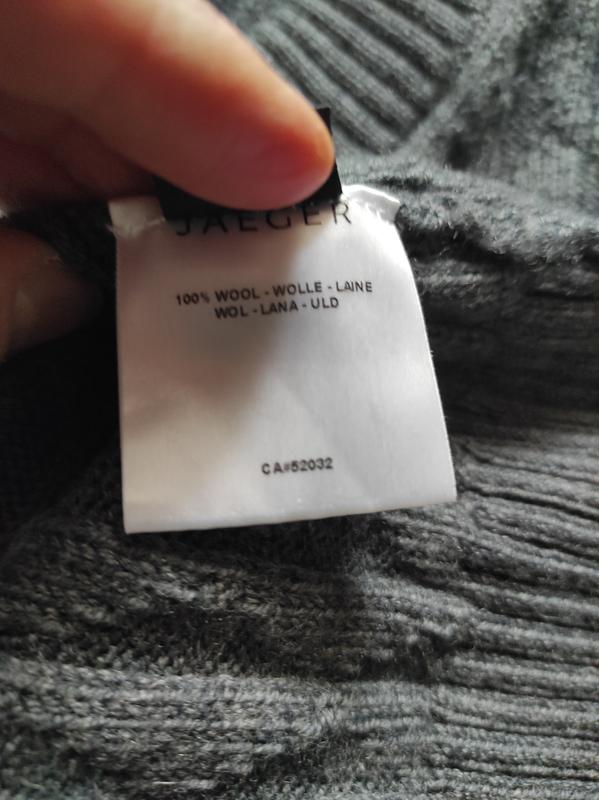 JAEGER
100% WOOL - WOLLE - LAINE
WOL - LANA - ULD
CA#52032